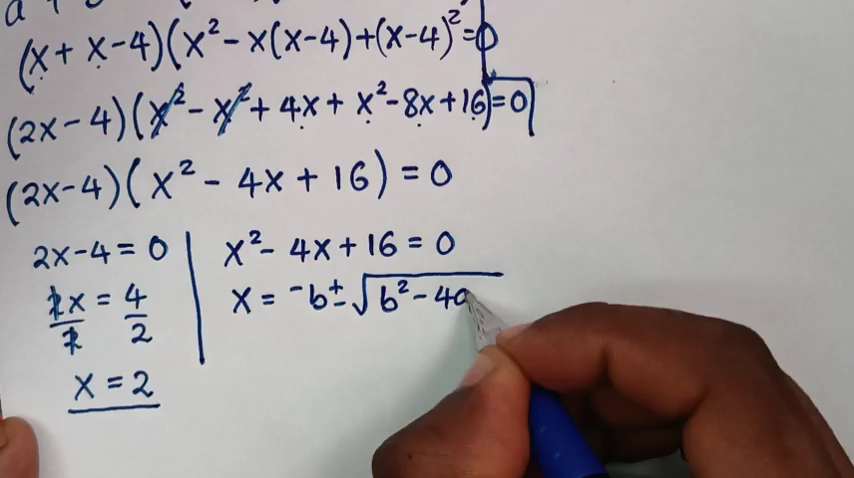 (x + x - 4)(x² - x(x-4) + (x-4)² = 0
(2x - 4)(x² - x² + 4x + x² - 8x + 16) = 0
(2x - 4)(x² - 4x + 16) = 0
2x - 4 = 0
2x/2 = 4/2
x = 2
x² - 4x + 16 = 0
x = -b ± √b² - 4a